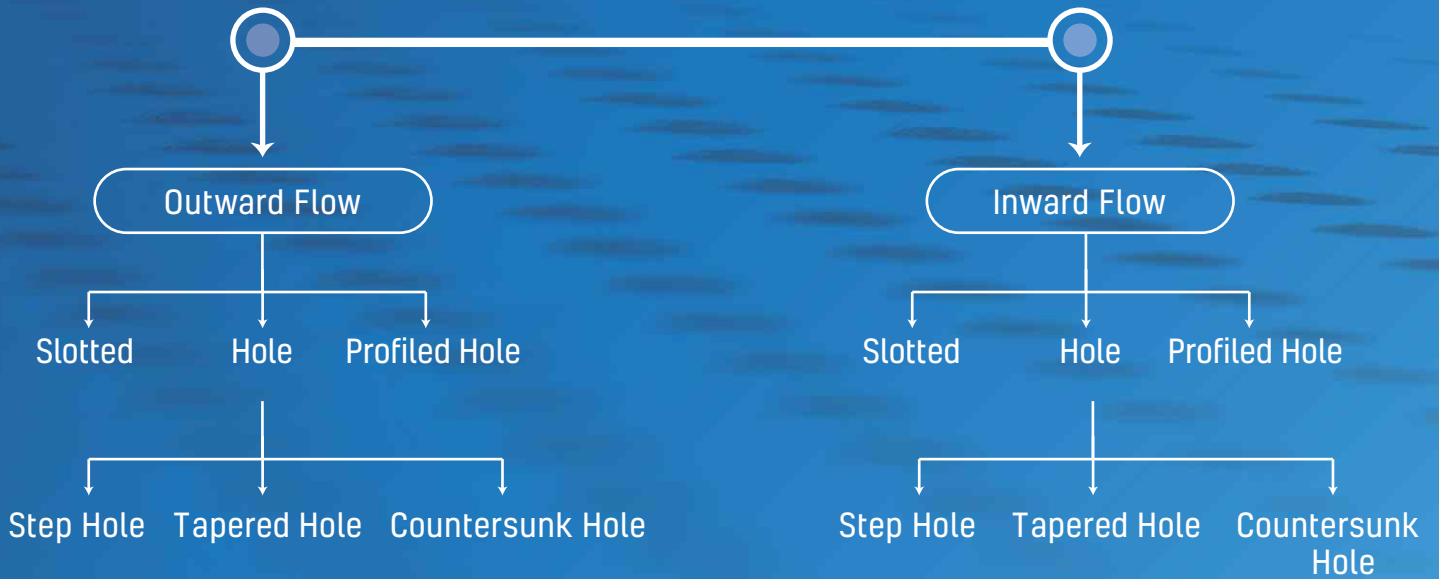 Outward Flow
Inward Flow
Slotted
Hole
Profiled Hole
Slotted
Hole
Profiled Hole
Step Hole
Tapered Hole
Countersunk Hole
Step Hole
Tapered Hole
Countersunk
Hole